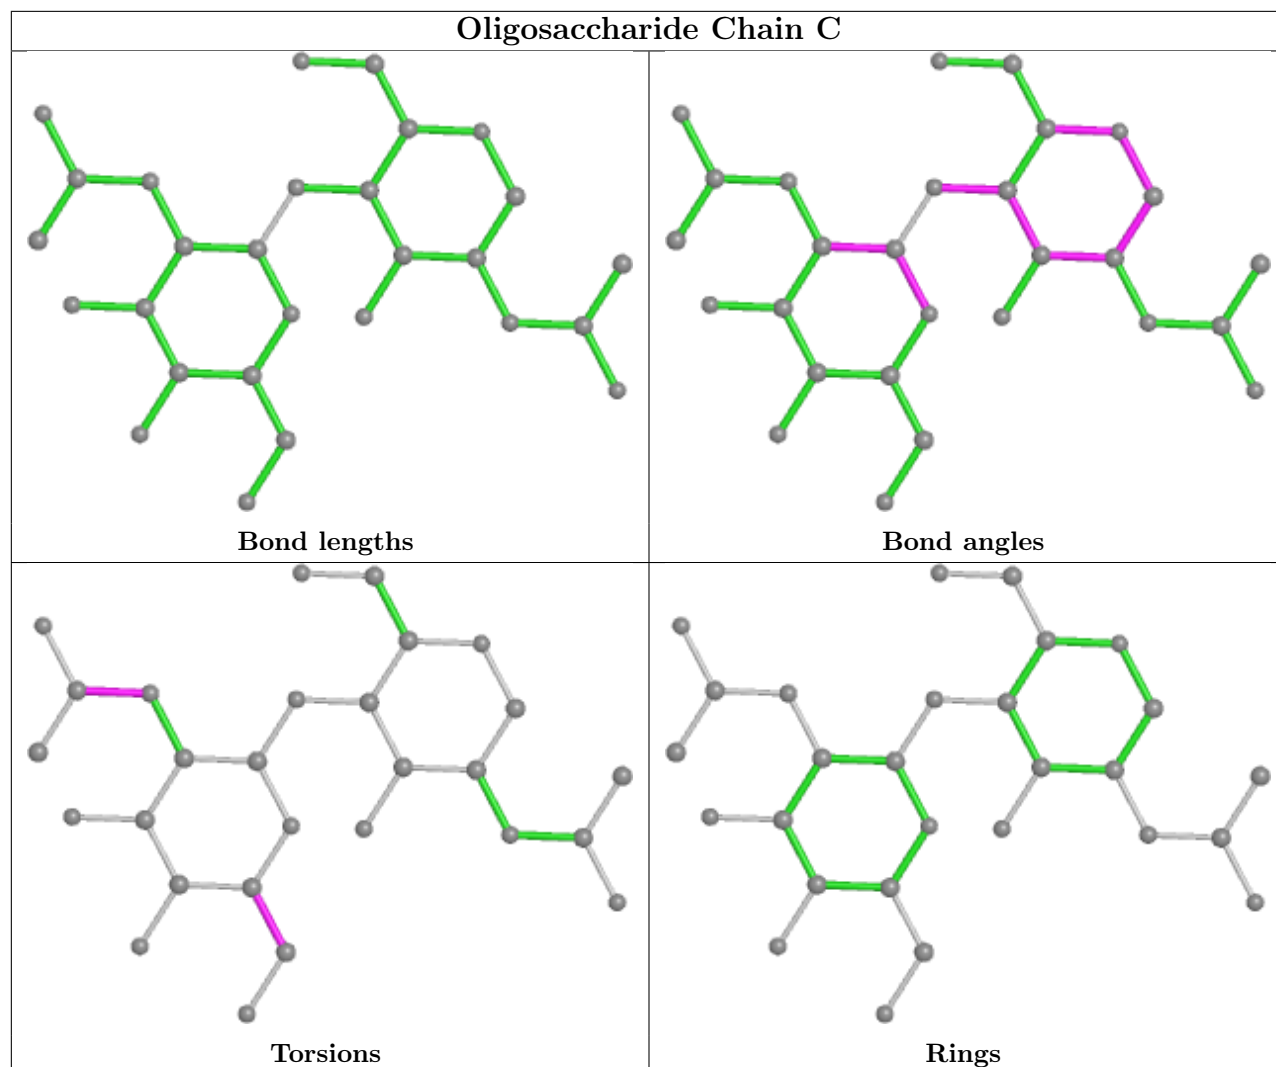 Oligosaccharide Chain C
Bond lengths
Bond angles
Torsions
Rings